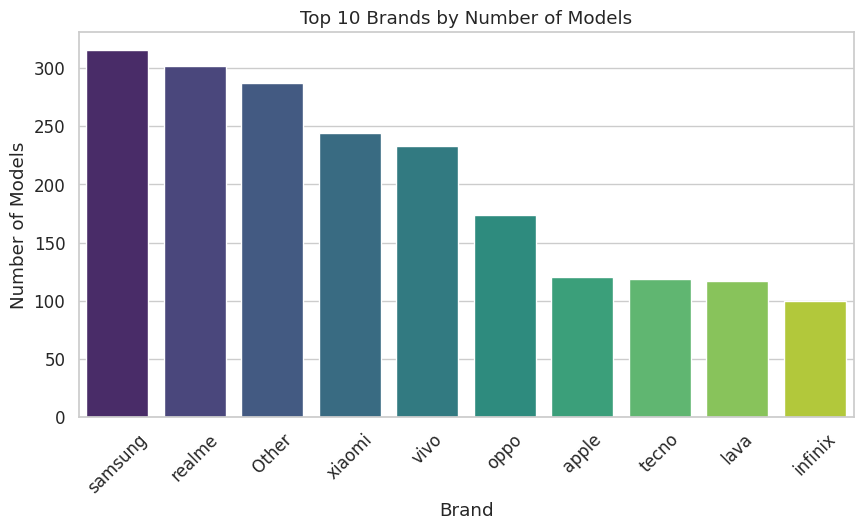 Top 10 Brands by Number of Models
Number of Models
300
250
200
150
100
50
0
samsung
realme
Other
xiaomi
vivo
oppo
apple
tecno
lava
infinix
Brand